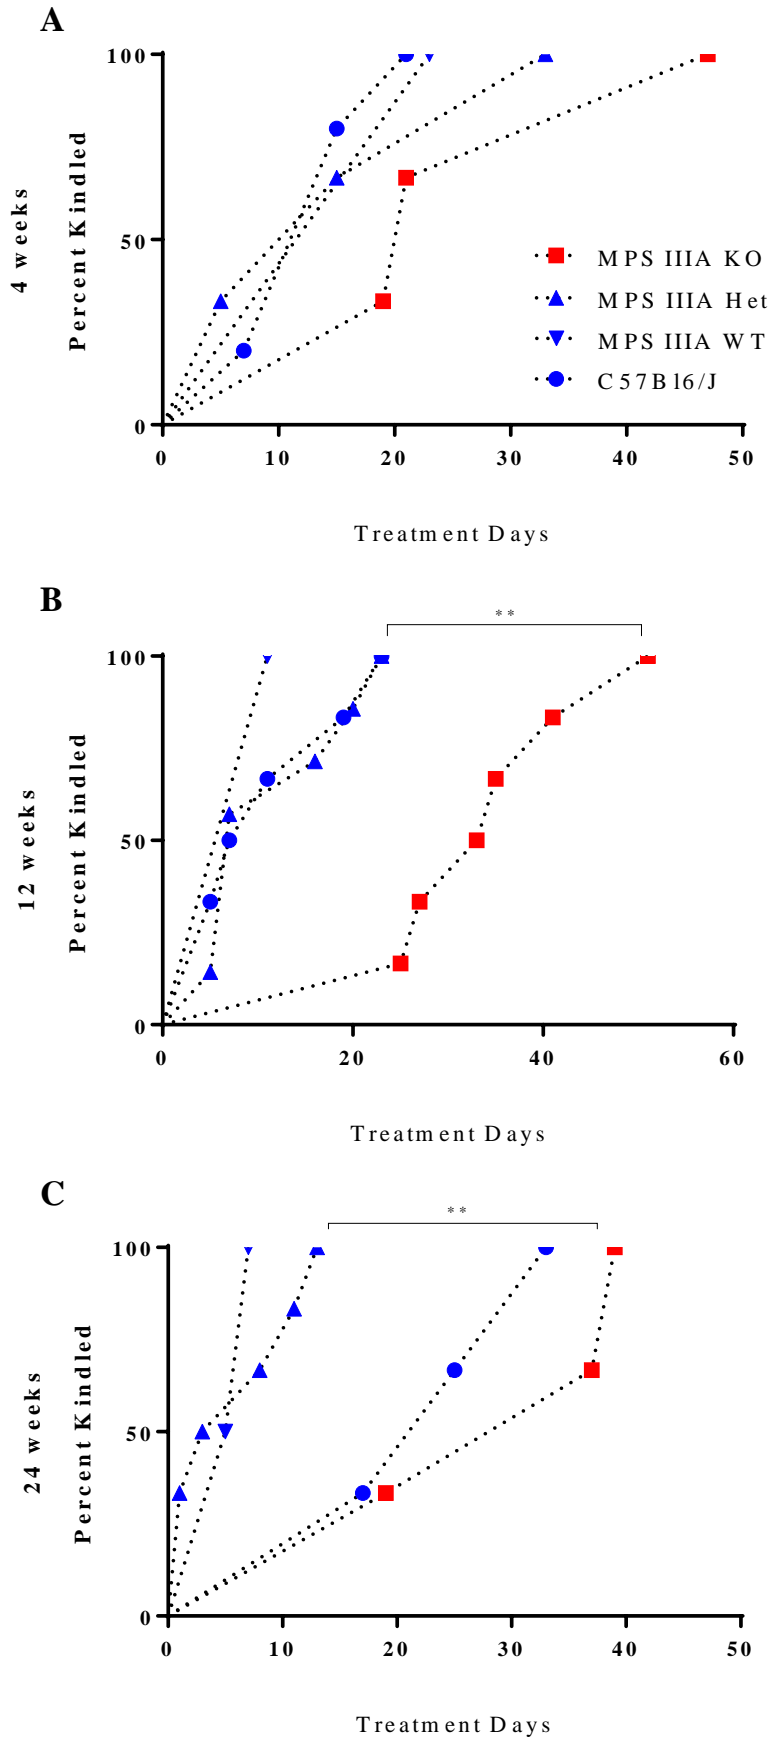 A
100
50
0
0 10 20 30 40 50
4 weeks
Percent Kindled
Treatment Days
MPS IIIA KO
MPS IIIA Het
MPS IIIA WT
C57Bl6/J
B
**
100
50
0
0 20 40 60
12 weeks
Percent Kindled
Treatment Days
C
**
100
50
0
0 10 20 30 40 50
24 weeks
Percent Kindled
Treatment Days